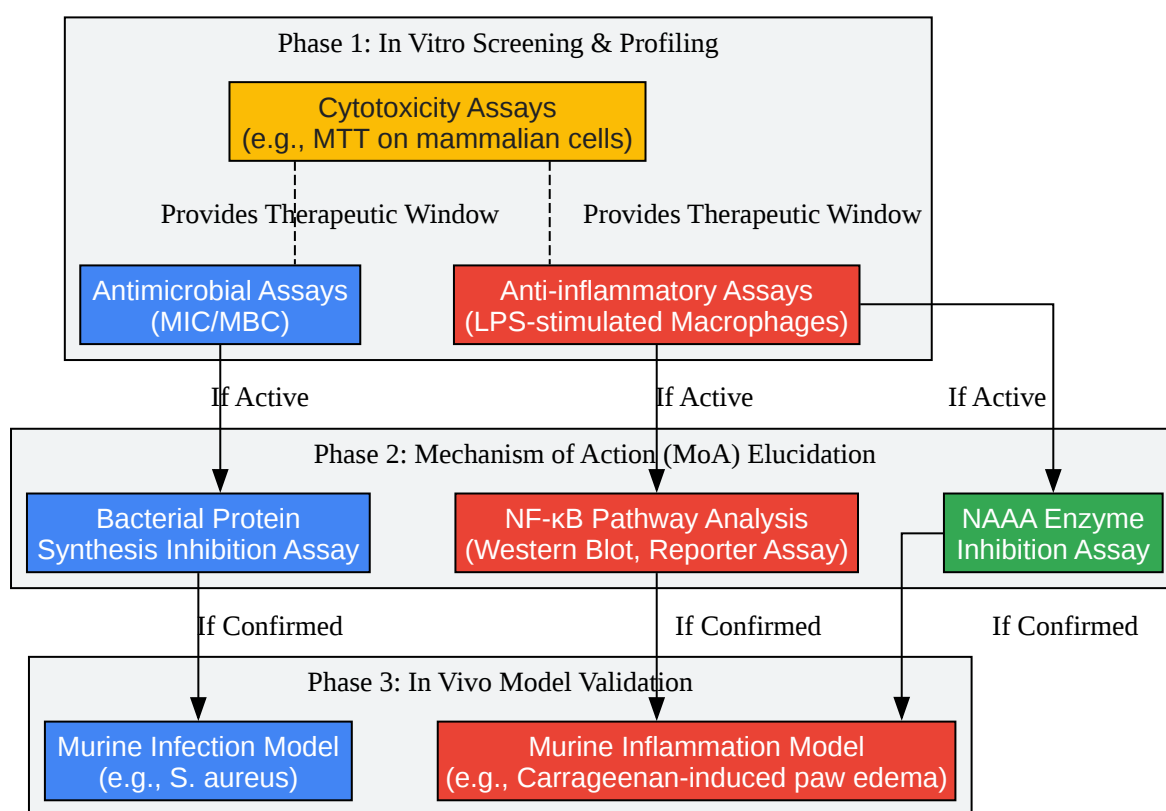 Phase 1: In Vitro Screening & Profiling
Cytotoxicity Assays
(e.g., MTT on mammalian cells)
Provides Therapeutic Window
Provides Therapeutic Window
Antimicrobial Assays
(MIC/MBC)
Anti-inflammatory Assays
(LPS-stimulated Macrophages)
If Active
If Active
If Active
Phase 2: Mechanism of Action (MoA) Elucidation
Bacterial Protein
Synthesis Inhibition Assay
NF-κB Pathway Analysis
(Western Blot, Reporter Assay)
NAAA Enzyme
Inhibition Assay
If Confirmed
If Confirmed
If Confirmed
Phase 3: In Vivo Model Validation
Murine Infection Model
(e.g., S. aureus)
Murine Inflammation Model
(e.g., Carrageenan-induced paw edema)